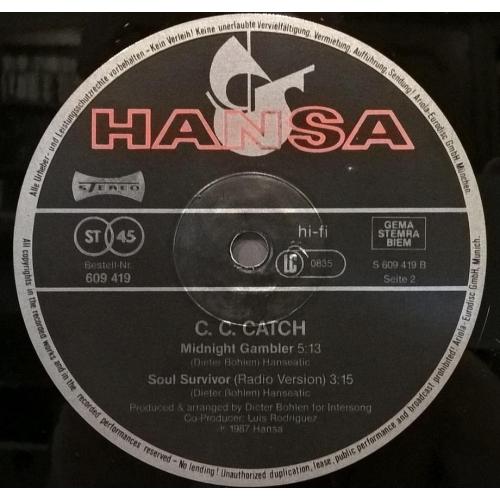 Alle Urheber- und Leistungsschutzrechte vorbehalten – Kein Verleih! Keine unerlaubte Vervielfältigung, Vermietung, Aufführung, Sendung! Ariola-Eurodisc GmbH, München.
HANSA
STEREO
ST 45
Bestell-Nr.
609 419
hi-fi
LC 0835
GEMA
STEMRA
BIEM
S 609 419 B
Seite 2
C. C. CATCH
Midnight Gambler 5:13
(Dieter Bohlen) Hanseatic
Soul Survivor (Radio Version) 3:15
(Dieter Bohlen) Hanseatic
Produced & arranged by Dieter Bohlen for Intersong
Co-Producer: Luis Rodriguez
℗ 1987 Hansa
All copyrights in the recorded works and in the recorded performances reserved – No lending! Unauthorized duplication, lease, public performance and broadcast prohibited! Ariola-Eurodisc GmbH, Munich.